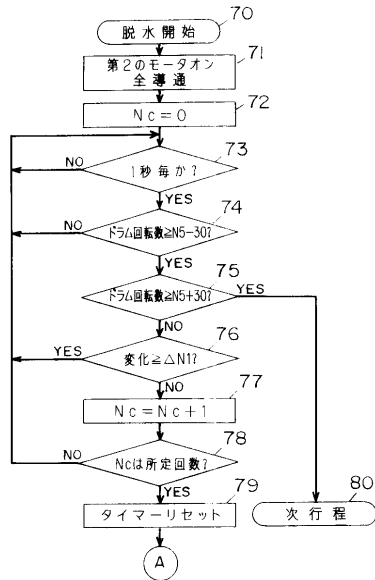 70
脱水開始
71
第2のモータオン
全導通
72
Nc=0
73
1秒毎か?
NO
YES
74
ドラム回転数≧N5-30?
NO
YES
75
ドラム回転数≧N5+30?
YES
NO
76
変化≧△N1?
YES
NO
77
Nc=Nc+1
78
Ncは所定回数?
NO
YES
79
タイマーリセット
80
次行程
A